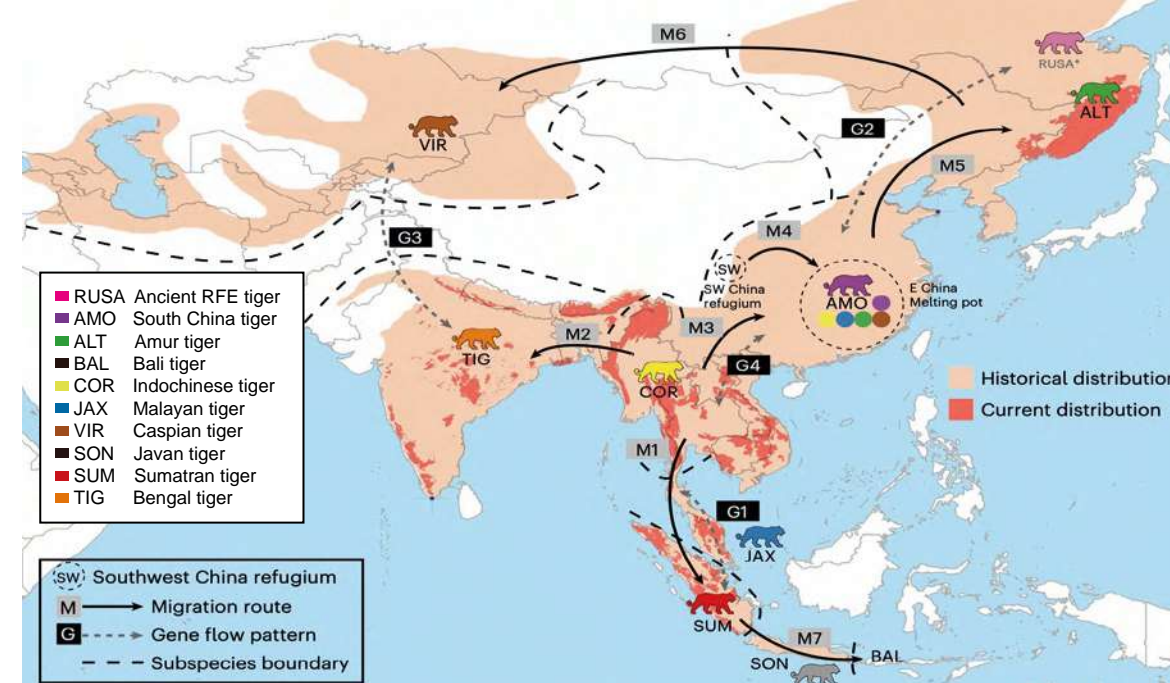 M6
RUSA*
ALT
G2
VIR
M5
G3
M4
SW
SW China
refugium
AMO
E China
Melting pot
RUSA Ancient RFE tiger
AMO South China tiger
ALT Amur tiger
BAL Bali tiger
COR Indochinese tiger
JAX Malayan tiger
VIR Caspian tiger
SON Javan tiger
SUM Sumatran tiger
TIG Bengal tiger
M2
M3
TIG
G4
COR
Historical distribution
Current distribution
M1
G1
JAX
SUM
M7
SON
BAL
SW Southwest China refugium
M Migration route
G Gene flow pattern
Subspecies boundary